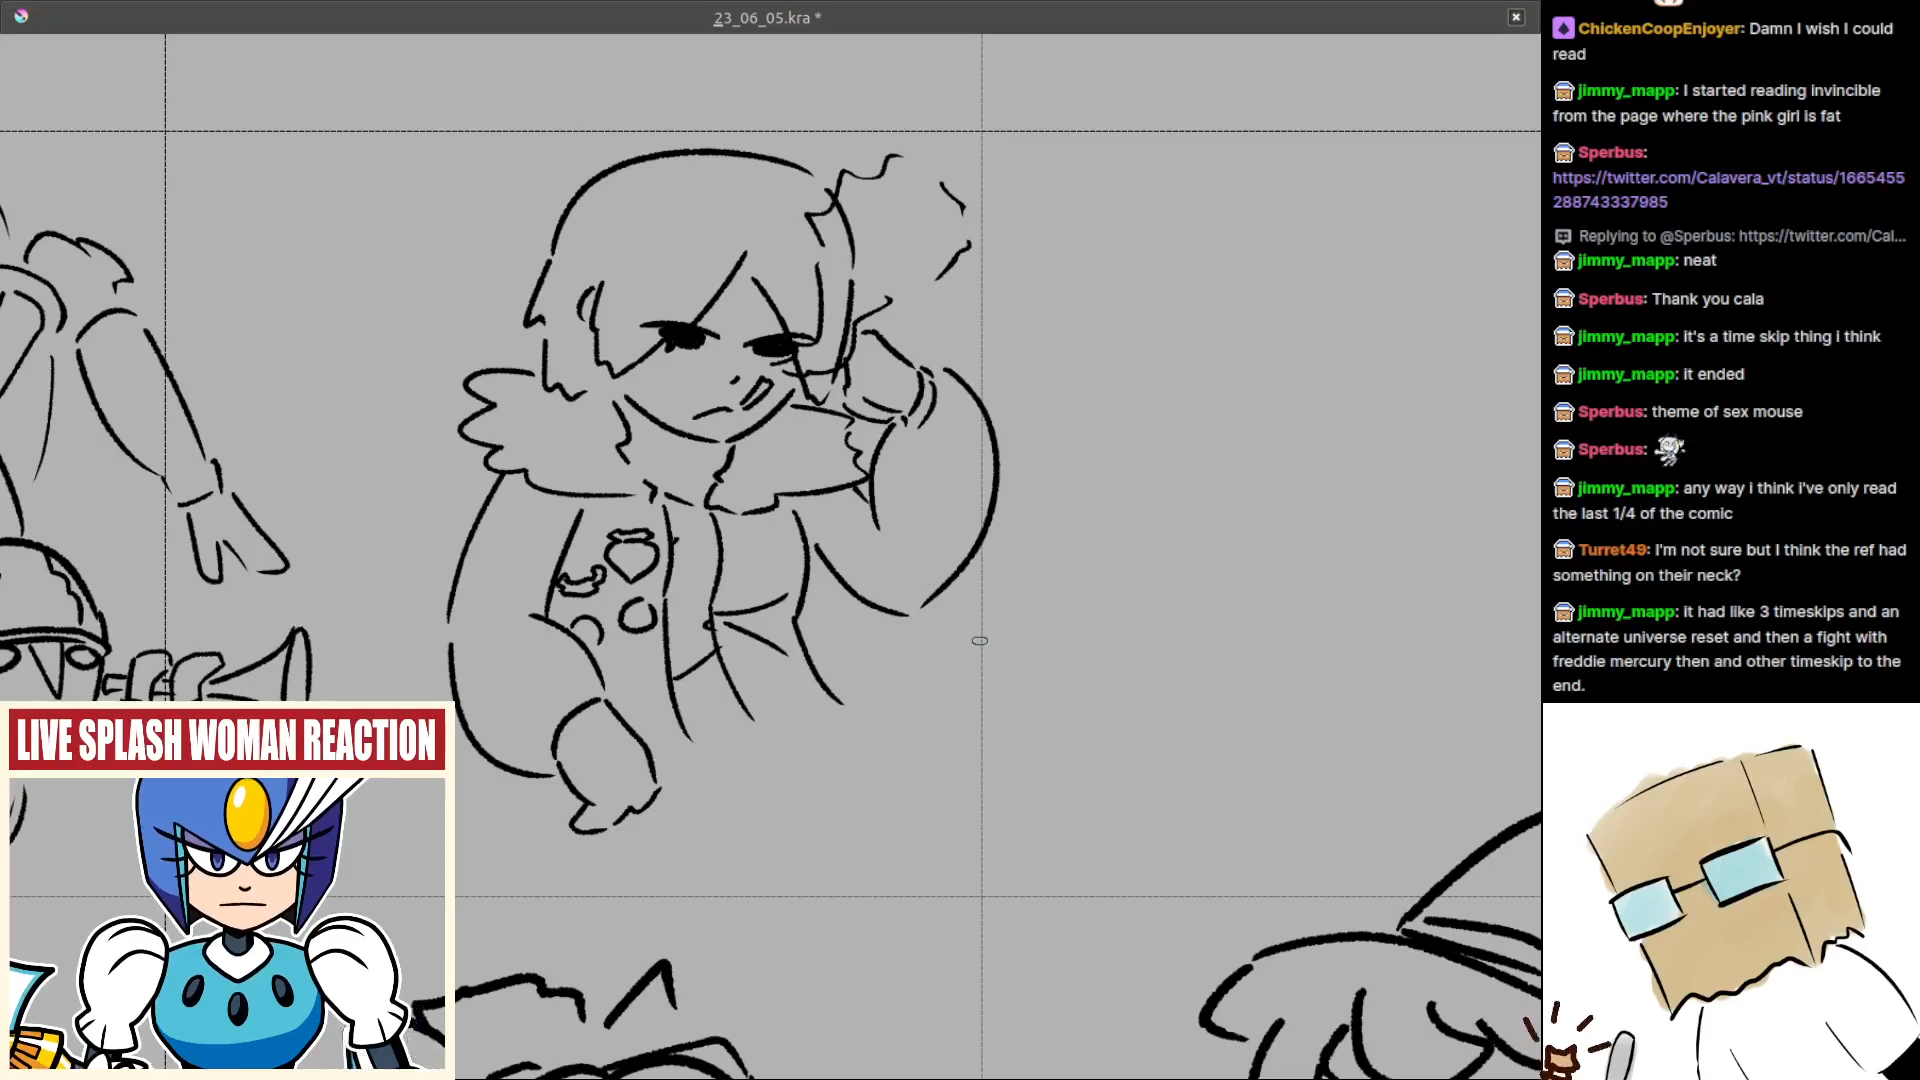 23_06_05.kra *
ChickenCoopEnjoyer: Damn I wish I could
read
jimmy_mapp: I started reading invincible
from the page where the pink girl is fat
Sperbus:
https://twitter.com/Calavera_vt/status/1665455
288743337985
Replying to @Sperbus: https://twitter.com/Cal...
jimmy_mapp: neat
Sperbus: Thank you cala
jimmy_mapp: it's a time skip thing i think
jimmy_mapp: it ended
Sperbus: theme of sex mouse
Sperbus:
jimmy_mapp: any way i think i've only read
the last 1/4 of the comic
Turret49: I'm not sure but I think the ref had
something on their neck?
jimmy_mapp: it had like 3 timeskips and an
alternate universe reset and then a fight with
freddie mercury then and other timeskip to the
end.
LIVE SPLASH WOMAN REACTION